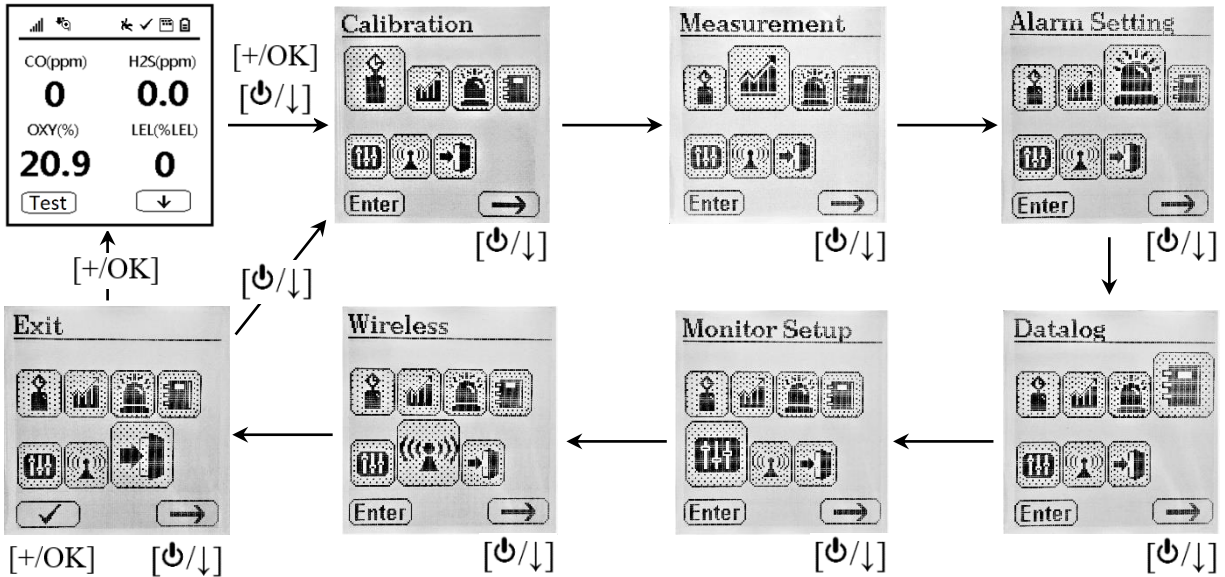 CO(ppm) H2S(ppm)
0 0.0
OXY(%) LEL(%LEL)
20.9 0
Test ↓
[+/OK]
[⏻/↓]
Calibration
Enter →
[⏻/↓]
Measurement
Enter →
[⏻/↓]
Alarm Setting
Enter →
[⏻/↓]
Datalog
Enter →
[⏻/↓]
Monitor Setup
Enter →
[⏻/↓]
Wireless
Enter →
[⏻/↓]
Exit
✓ →
[+/OK] [⏻/↓]
[+/OK]
[⏻/↓]